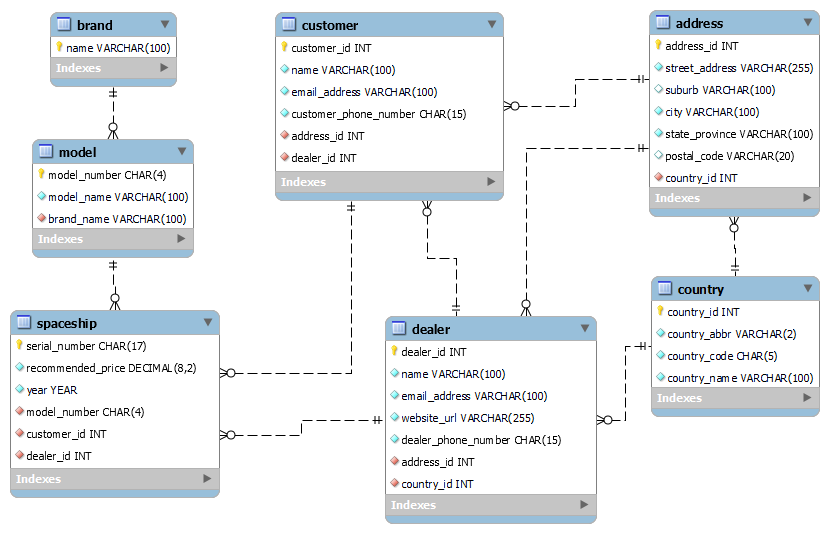 brand
name VARCHAR(100)
Indexes
customer
customer_id INT
name VARCHAR(100)
email_address VARCHAR(100)
customer_phone_number CHAR(15)
address_id INT
dealer_id INT
Indexes
address
address_id INT
street_address VARCHAR(255)
suburb VARCHAR(100)
city VARCHAR(100)
state_province VARCHAR(100)
postal_code VARCHAR(20)
country_id INT
Indexes
model
model_number CHAR(4)
model_name VARCHAR(100)
brand_name VARCHAR(100)
Indexes
spaceship
serial_number CHAR(17)
recommended_price DECIMAL(8,2)
year YEAR
model_number CHAR(4)
customer_id INT
dealer_id INT
Indexes
dealer
dealer_id INT
name VARCHAR(100)
email_address VARCHAR(100)
website_url VARCHAR(255)
dealer_phone_number CHAR(15)
address_id INT
country_id INT
Indexes
country
country_id INT
country_abbr VARCHAR(2)
country_code CHAR(5)
country_name VARCHAR(100)
Indexes